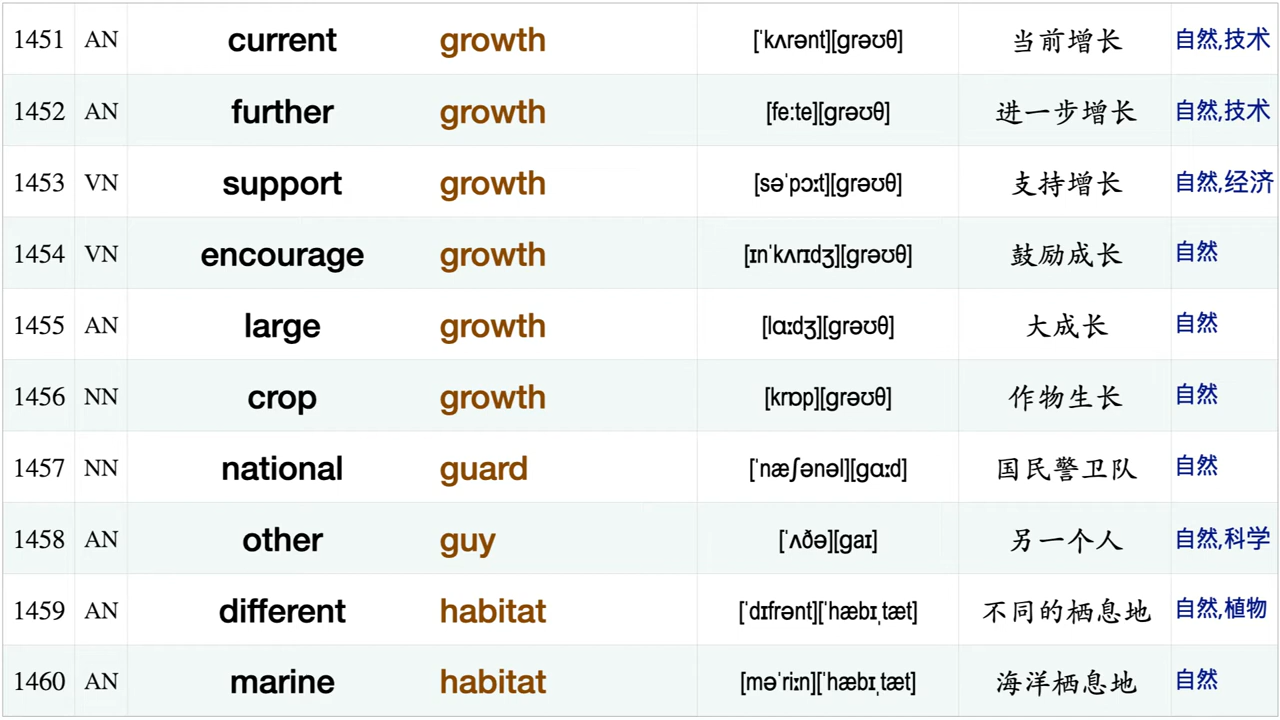 1451 AN current growth [ˈkʌrənt][ɡrəʊθ] 当前增长 自然,技术
1452 AN further growth [fe:te][ɡrəʊθ] 进一步增长 自然,技术
1453 VN support growth [səˈpɔːt][ɡrəʊθ] 支持增长 自然,经济
1454 VN encourage growth [ɪnˈkʌrɪdʒ][ɡrəʊθ] 鼓励成长 自然
1455 AN large growth [lɑːdʒ][ɡrəʊθ] 大成长 自然
1456 NN crop growth [krɒp][ɡrəʊθ] 作物生长 自然
1457 NN national guard [ˈnæʃənəl][ɡɑːd] 国民警卫队 自然
1458 AN other guy [ˈʌðə][ɡaɪ] 另一个人 自然,科学
1459 AN different habitat [ˈdɪfrənt][ˈhæbɪˌtæt] 不同的栖息地 自然,植物
1460 AN marine habitat [məˈriːn][ˈhæbɪˌtæt] 海洋栖息地 自然